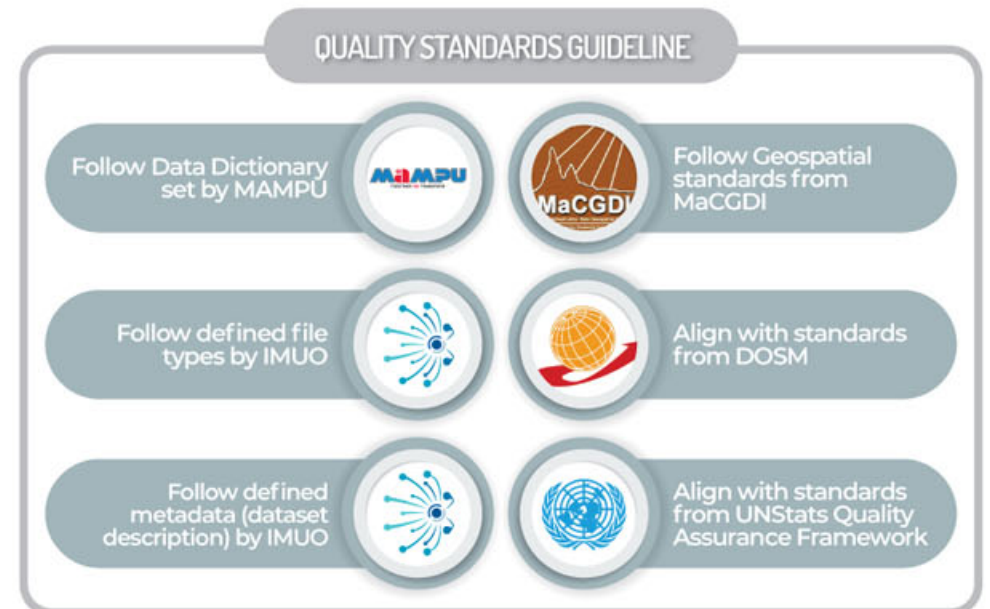 QUALITY STANDARDS GUIDELINE
Follow Data Dictionary
set by MAMPU
MAMPU
Follow Geospatial
standards from
MaCGDI
MaCGDI
Follow defined file
types by IMUO
Align with standards
from DOSM
Follow defined
metadata (dataset
description) by IMUO
Align with standards
from UNStats Quality
Assurance Framework